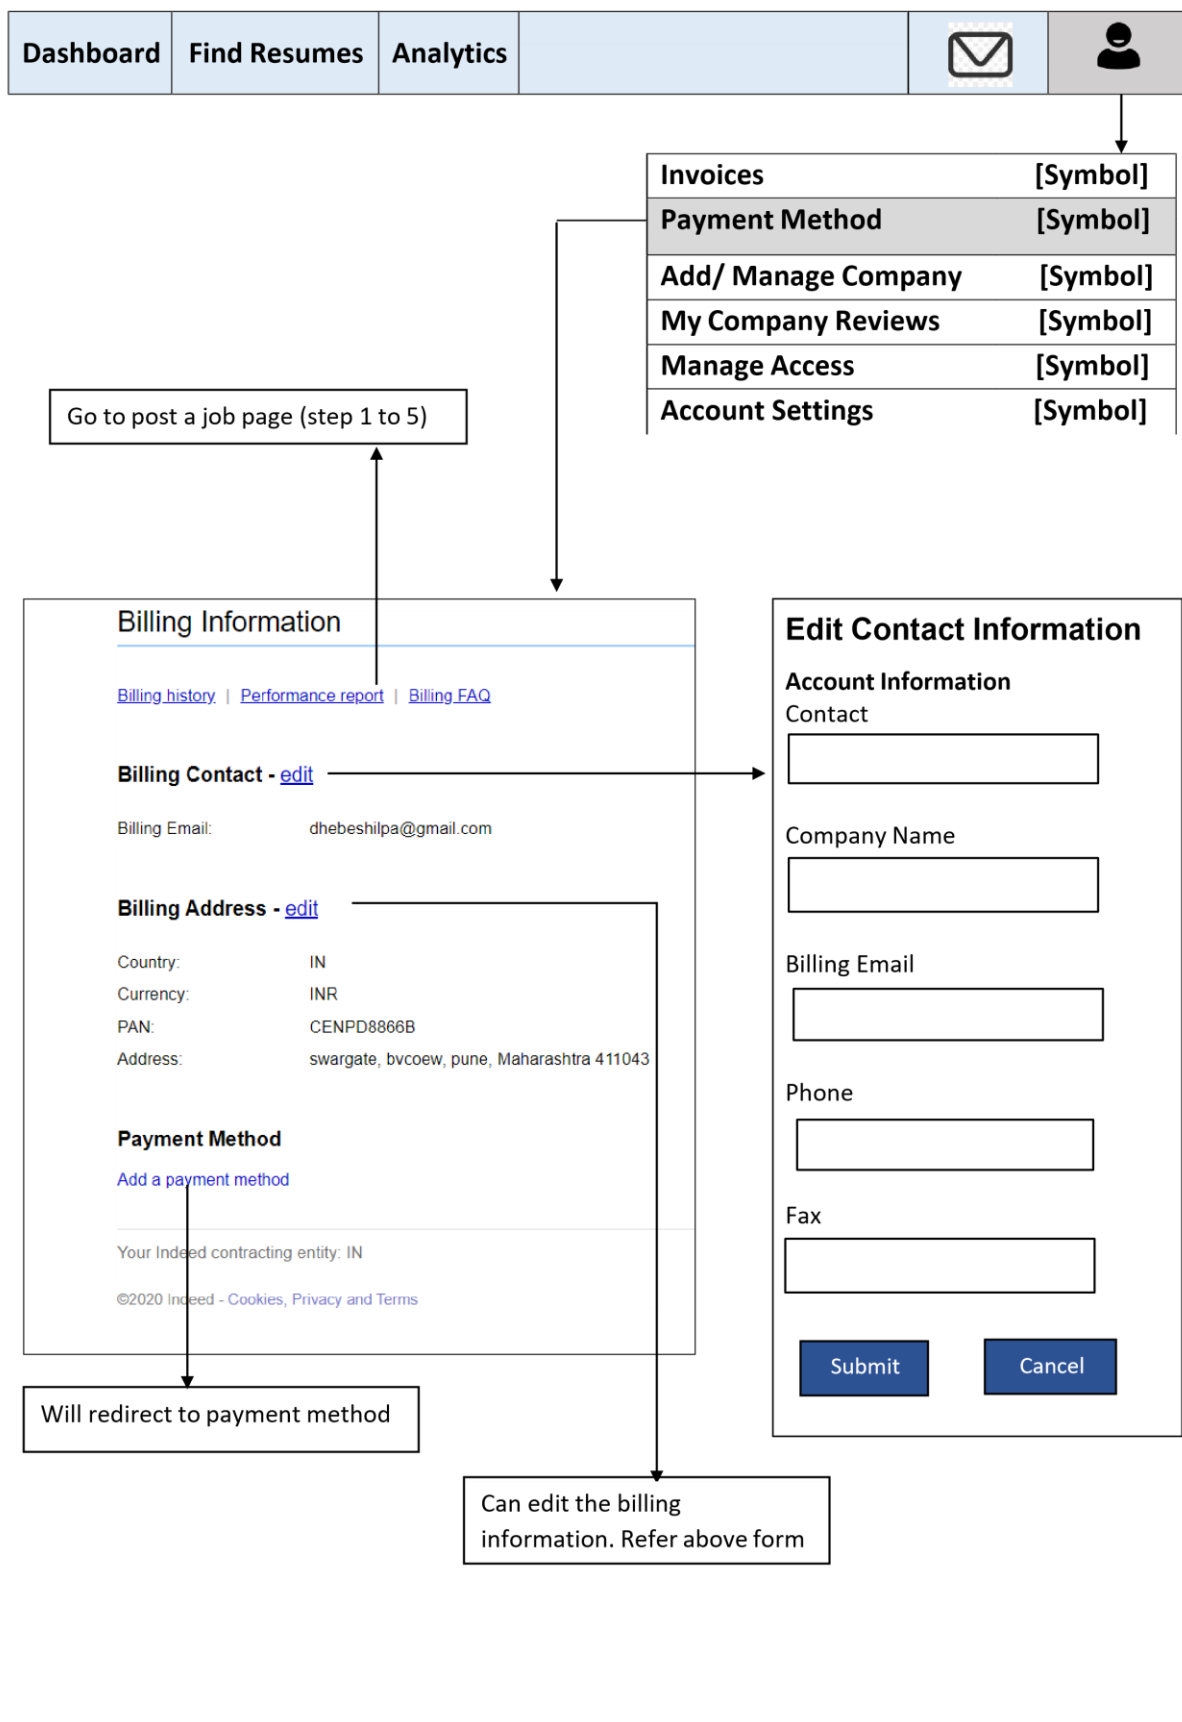 Dashboard Find Resumes Analytics
Invoices [Symbol]
Payment Method [Symbol]
Add/ Manage Company [Symbol]
My Company Reviews [Symbol]
Manage Access [Symbol]
Account Settings [Symbol]
Go to post a job page (step 1 to 5)
Billing Information
Billing history | Performance report | Billing FAQ
Billing Contact - edit
Billing Email: dhebeshilpa@gmail.com
Billing Address - edit
Country: IN
Currency: INR
PAN: CENPD8866B
Address: swargate, bvcoew, pune, Maharashtra 411043
Payment Method
Add a payment method
Your Indeed contracting entity: IN
©2020 Indeed - Cookies, Privacy and Terms
Edit Contact Information
Account Information
Contact
Company Name
Billing Email
Phone
Fax
Submit Cancel
Will redirect to payment method
Can edit the billing
information. Refer above form